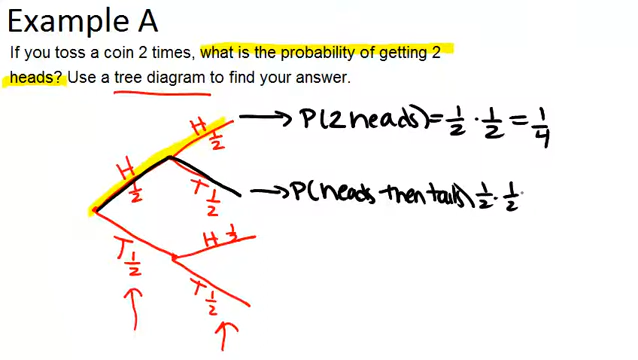 Example A
If you toss a coin 2 times, what is the probability of getting 2
heads? Use a tree diagram to find your answer.
H 1/2
P(2 heads) = 1/2 · 1/2 = 1/4
H 1/2
T 1/2
P(heads then tails) 1/2 · 1/2
H 1/2
T 1/2
T 1/2